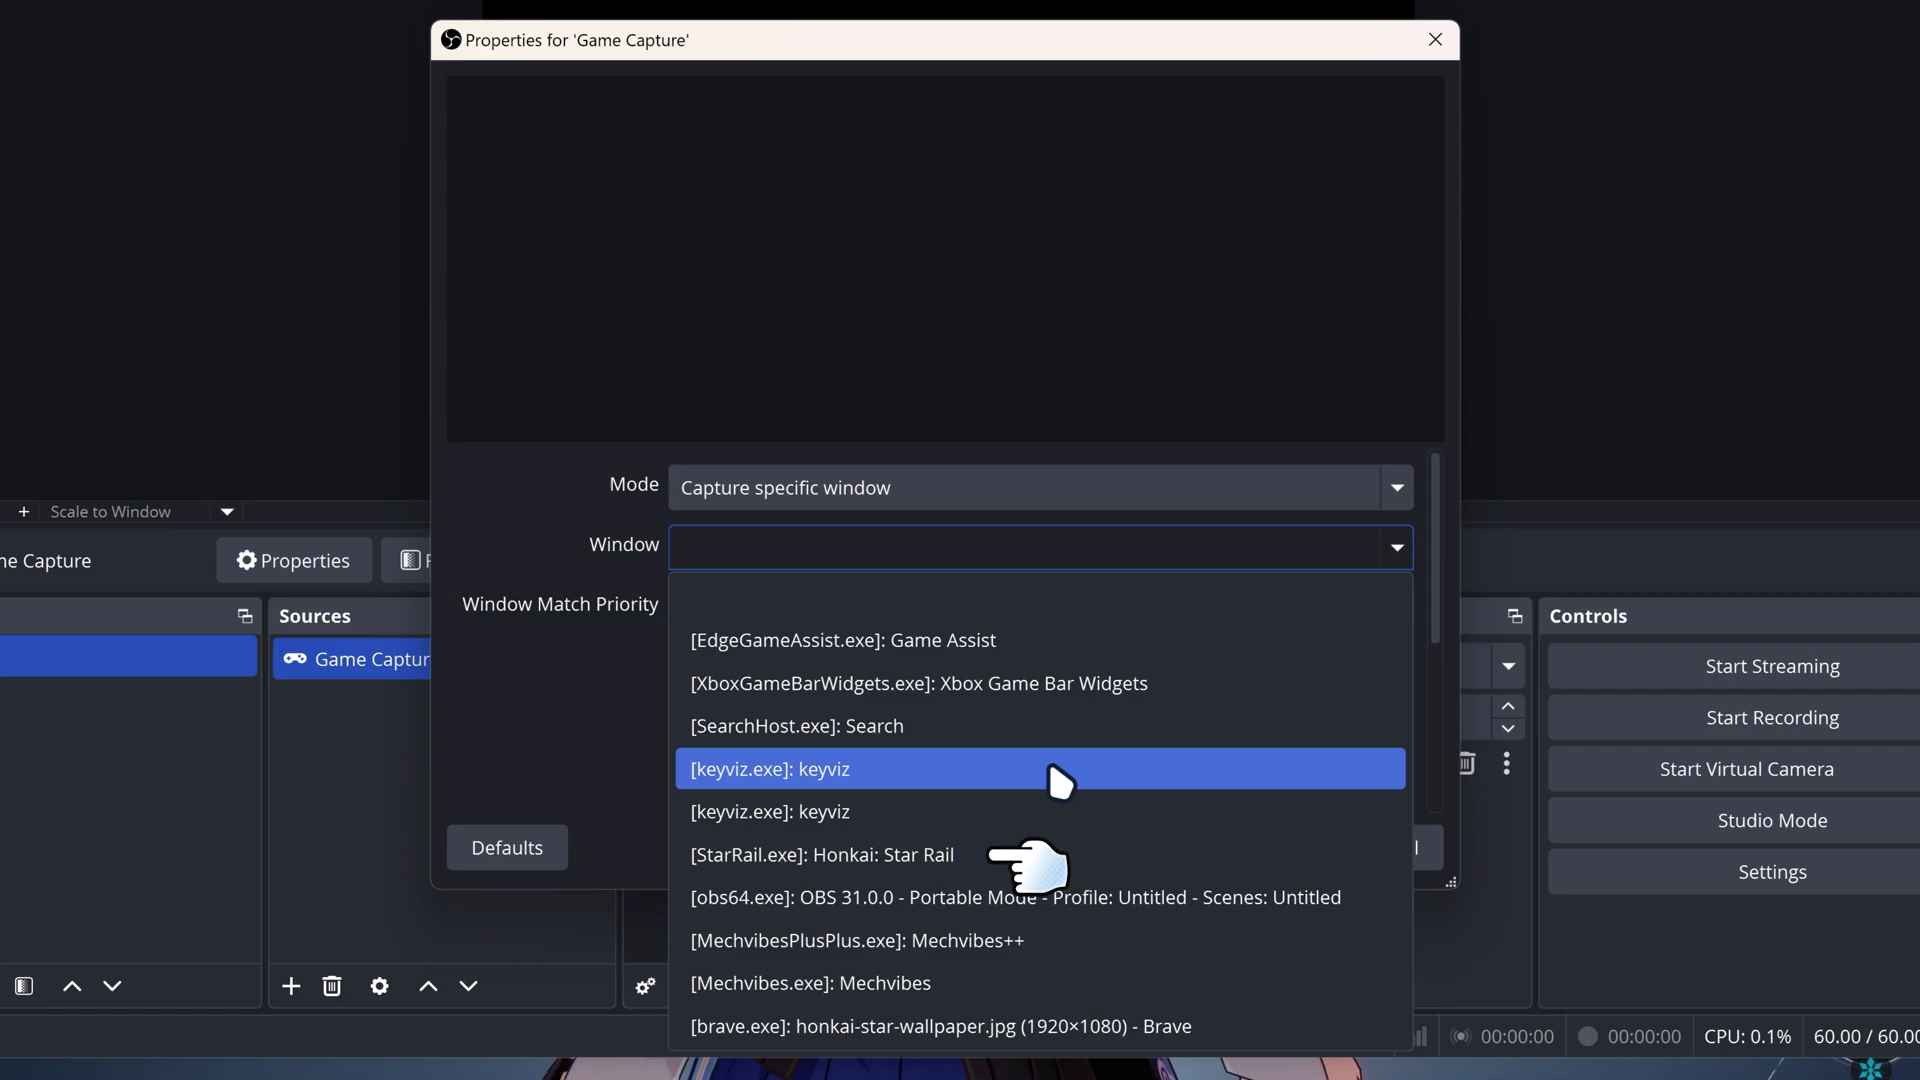 Properties for 'Game Capture'
Mode
Capture specific window
Scale to Window
Window
me Capture
Properties
Window Match Priority
Sources
Controls
[EdgeGameAssist.exe]: Game Assist
Game Captur
Start Streaming
[XboxGameBarWidgets.exe]: Xbox Game Bar Widgets
Start Recording
[SearchHost.exe]: Search
[keyviz.exe]: keyviz
Start Virtual Camera
[keyviz.exe]: keyviz
Studio Mode
Defaults
[StarRail.exe]: Honkai: Star Rail
Settings
[obs64.exe]: OBS 31.0.0 - Portable Mode - Profile: Untitled - Scenes: Untitled
[MechvibesPlusPlus.exe]: Mechvibes++
[Mechvibes.exe]: Mechvibes
[brave.exe]: honkai-star-wallpaper.jpg (1920×1080) - Brave
00:00:00
00:00:00
CPU: 0.1%
60.00 / 60.00